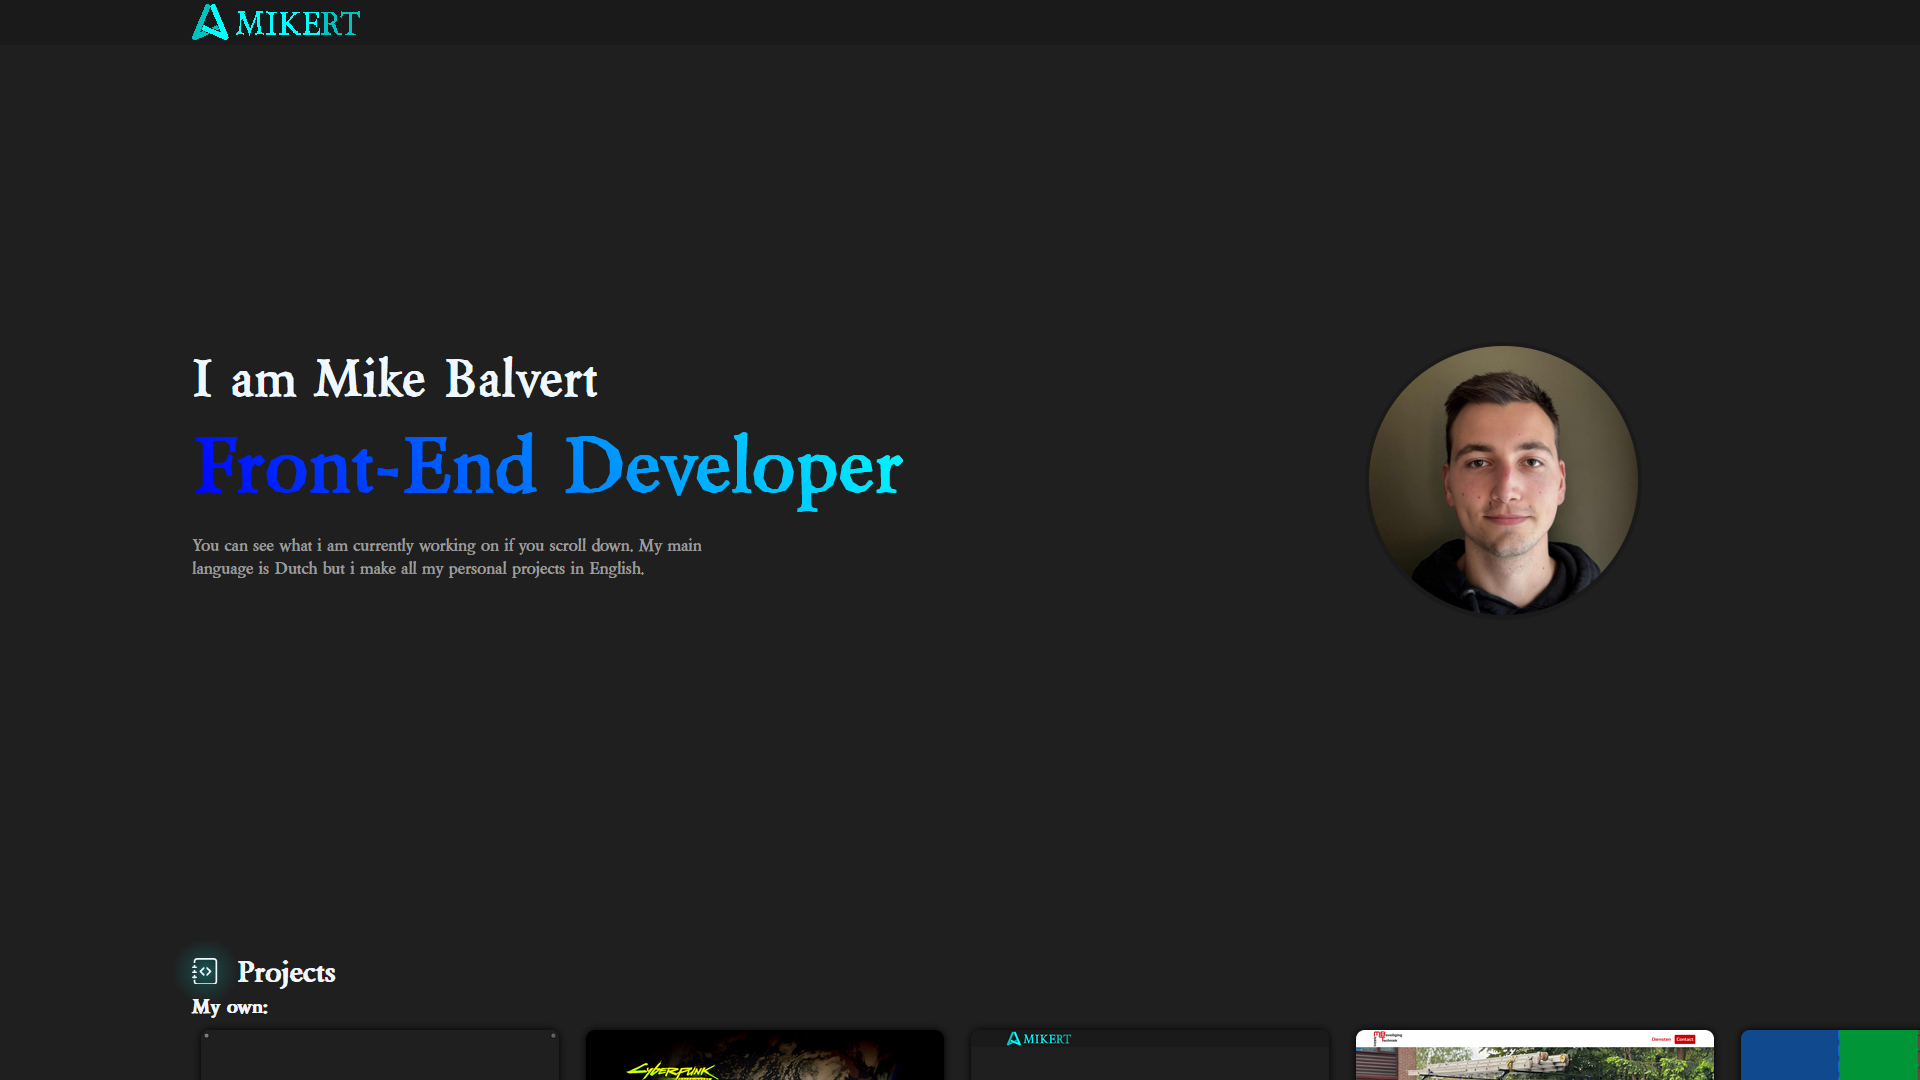 MIKERT
I am Mike Balvert
Front-End Developer
You can see what i am currently working on if you scroll down. My main
language is Dutch but i make all my personal projects in English.
Projects
My own:
CYBERPUNK
MIKERT
Diensten
Contact